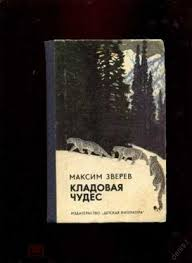 МАКСИМ ЗВЕРЕВ
КЛАДОВАЯ
ЧУДЕС
ИЗДАТЕЛЬСТВО „ДЕТСКАЯ ЛИТЕРАТУРА"